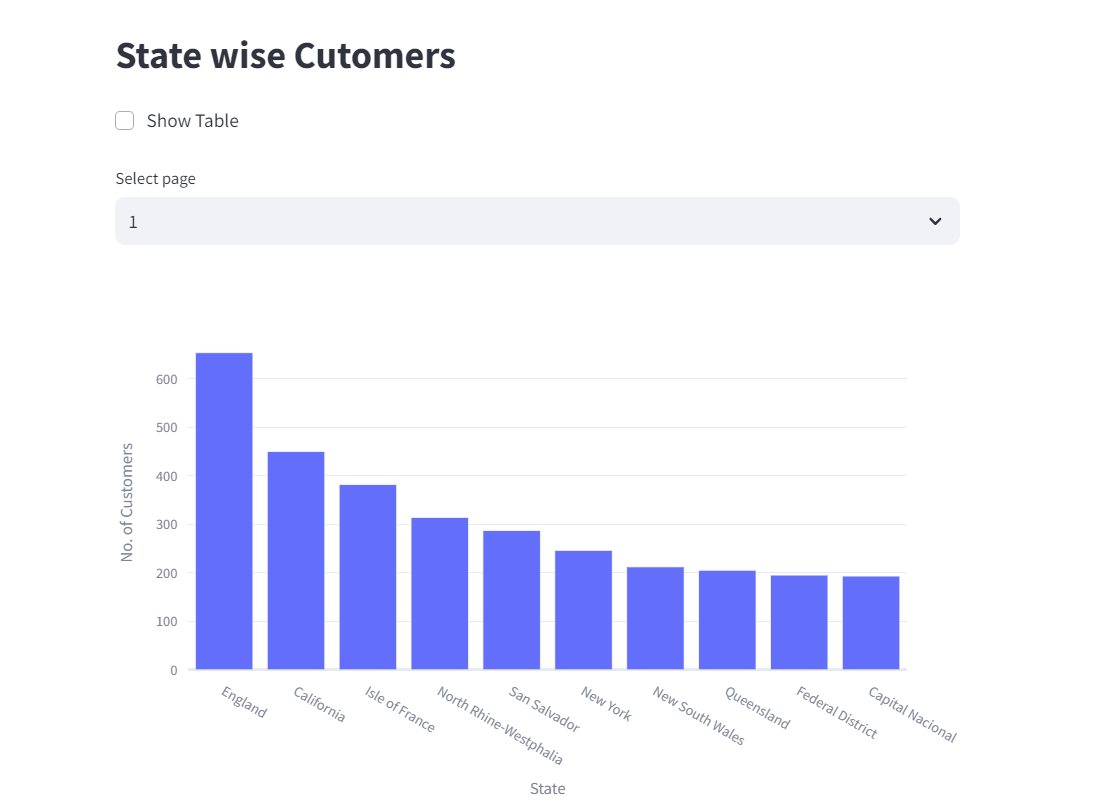 State wise Cutomers
Show Table
Select page
1
600
500
400
300
200
100
0
No. of Customers
England
California
Isle of France
North Rhine-Westphalia
San Salvador
New York
New South Wales
Queensland
Federal District
Capital Nacional
State